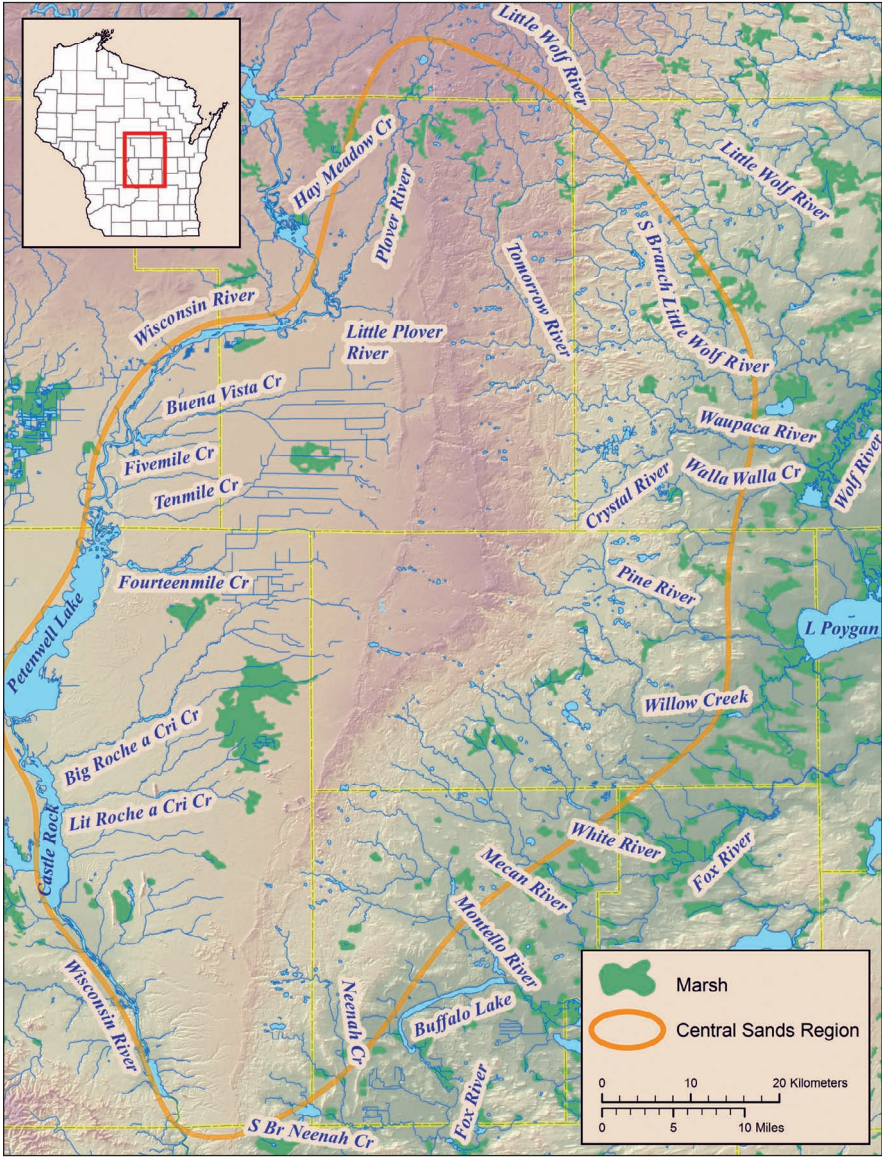 Little Wolf River
Hay Meadow Cr
Plover River
Little Wolf River
Tomorrow River
S Branch Little Wolf River
Wisconsin River
Little Plover
River
Buena Vista Cr
Waupaca River
Fivemile Cr
Walla Walla Cr
Wolf River
Tenmile Cr
Crystal River
Fourteenmile Cr
Pine River
Petenwell Lake
L Poygan
Willow Creek
Big Roche a Cri Cr
Lit Roche a Cri Cr
Castle Rock
White River
Mecan River
Fox River
Montello River
Wisconsin River
Neenah Cr
Buffalo Lake
Fox River
S Br Neenah Cr
Marsh
Central Sands Region
0 10 20 Kilometers
0 5 10 Miles